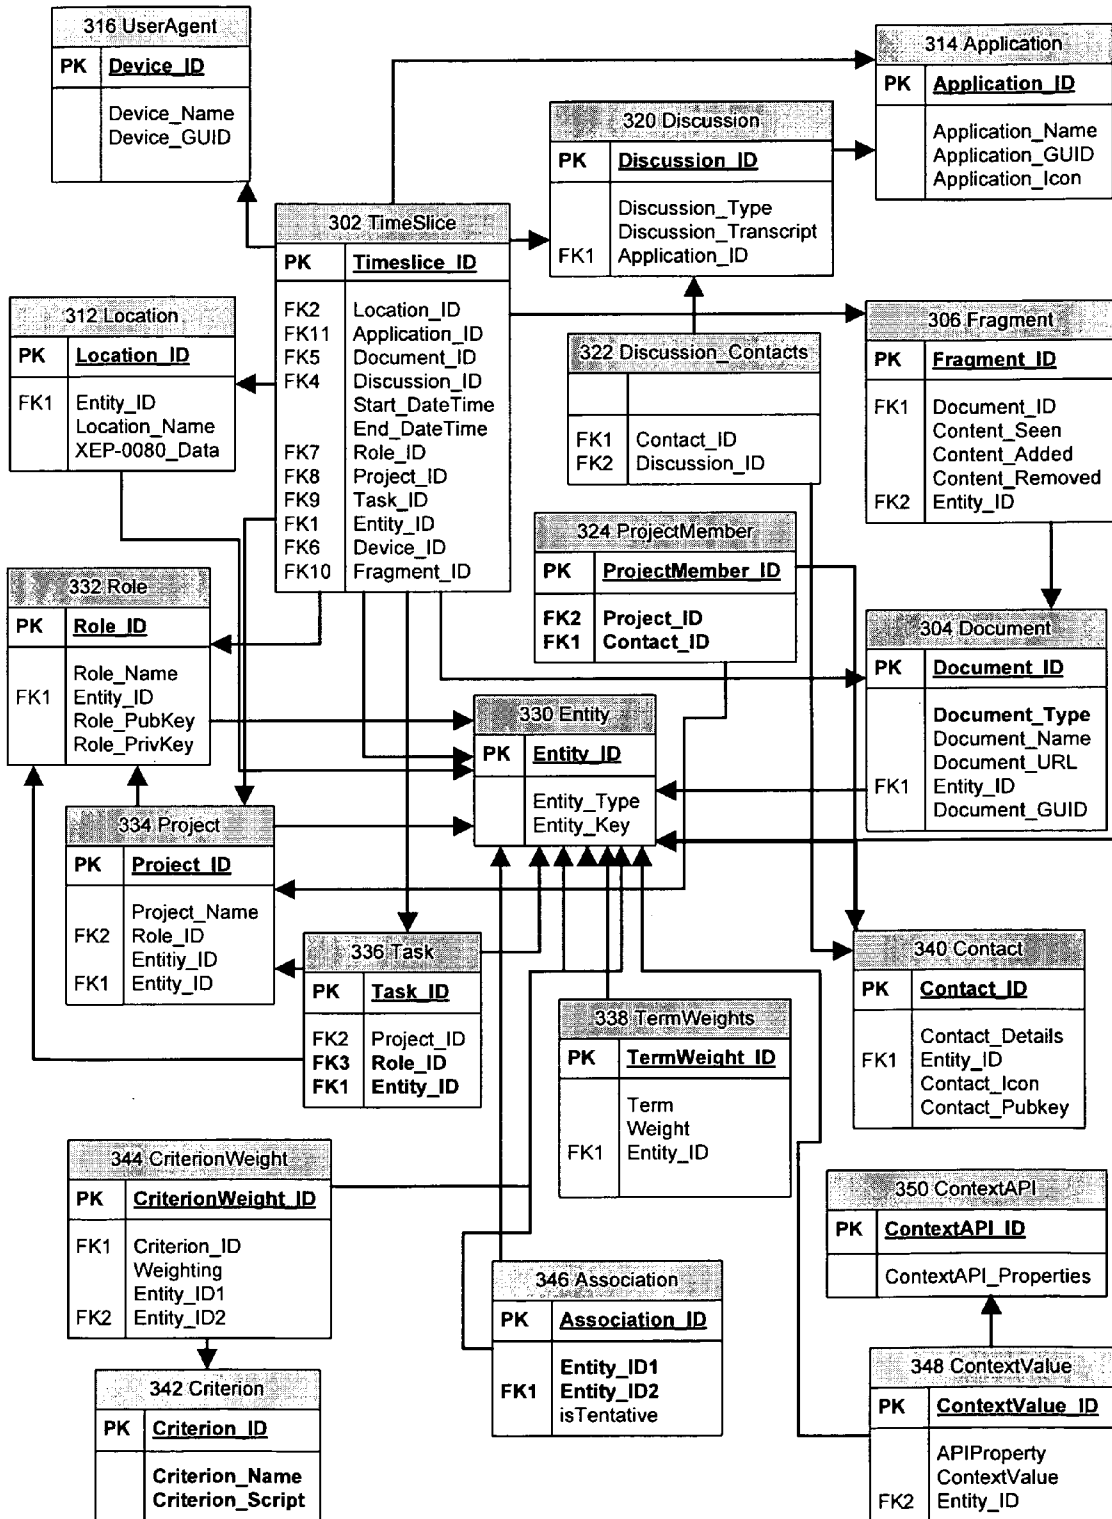 316 UserAgent
PK Device_ID
Device_Name
Device_GUID
314 Application
PK Application_ID
Application_Name
Application_GUID
Application_Icon
320 Discussion
PK Discussion_ID
Discussion_Type
Discussion_Transcript
FK1 Application_ID
302 TimeSlice
PK Timeslice_ID
FK2 Location_ID
FK11 Application_ID
FK5 Document_ID
FK4 Discussion_ID
Start_DateTime
End_DateTime
FK7 Role_ID
FK8 Project_ID
FK9 Task_ID
FK1 Entity_ID
FK6 Device_ID
FK10 Fragment_ID
312 Location
PK Location_ID
FK1 Entity_ID
Location_Name
XEP-0080_Data
306 Fragment
PK Fragment_ID
FK1 Document_ID
Content_Seen
Content_Added
Content_Removed
FK2 Entity_ID
322 Discussion_Contacts
FK1 Contact_ID
FK2 Discussion_ID
324 ProjectMember
PK ProjectMember_ID
FK2 Project_ID
FK1 Contact_ID
332 Role
PK Role_ID
Role_Name
FK1 Entity_ID
Role_PubKey
Role_PrivKey
304 Document
PK Document_ID
Document_Type
Document_Name
Document_URL
FK1 Entity_ID
Document_GUID
330 Entity
PK Entity_ID
Entity_Type
Entity_Key
334 Project
PK Project_ID
Project_Name
FK2 Role_ID
Entitiy_ID
FK1 Entity_ID
336 Task
PK Task_ID
FK2 Project_ID
FK3 Role_ID
FK1 Entity_ID
340 Contact
PK Contact_ID
Contact_Details
FK1 Entity_ID
Contact_Icon
Contact_Pubkey
338 TermWeights
PK TermWeight_ID
Term
Weight
FK1 Entity_ID
344 CriterionWeight
PK CriterionWeight_ID
FK1 Criterion_ID
Weighting
Entity_ID1
FK2 Entity_ID2
350 ContextAPI
PK ContextAPI_ID
ContextAPI_Properties
346 Association
PK Association_ID
Entity_ID1
FK1 Entity_ID2
isTentative
348 ContextValue
PK ContextValue_ID
APIProperty
ContextValue
FK2 Entity_ID
342 Criterion
PK Criterion_ID
Criterion_Name
Criterion_Script